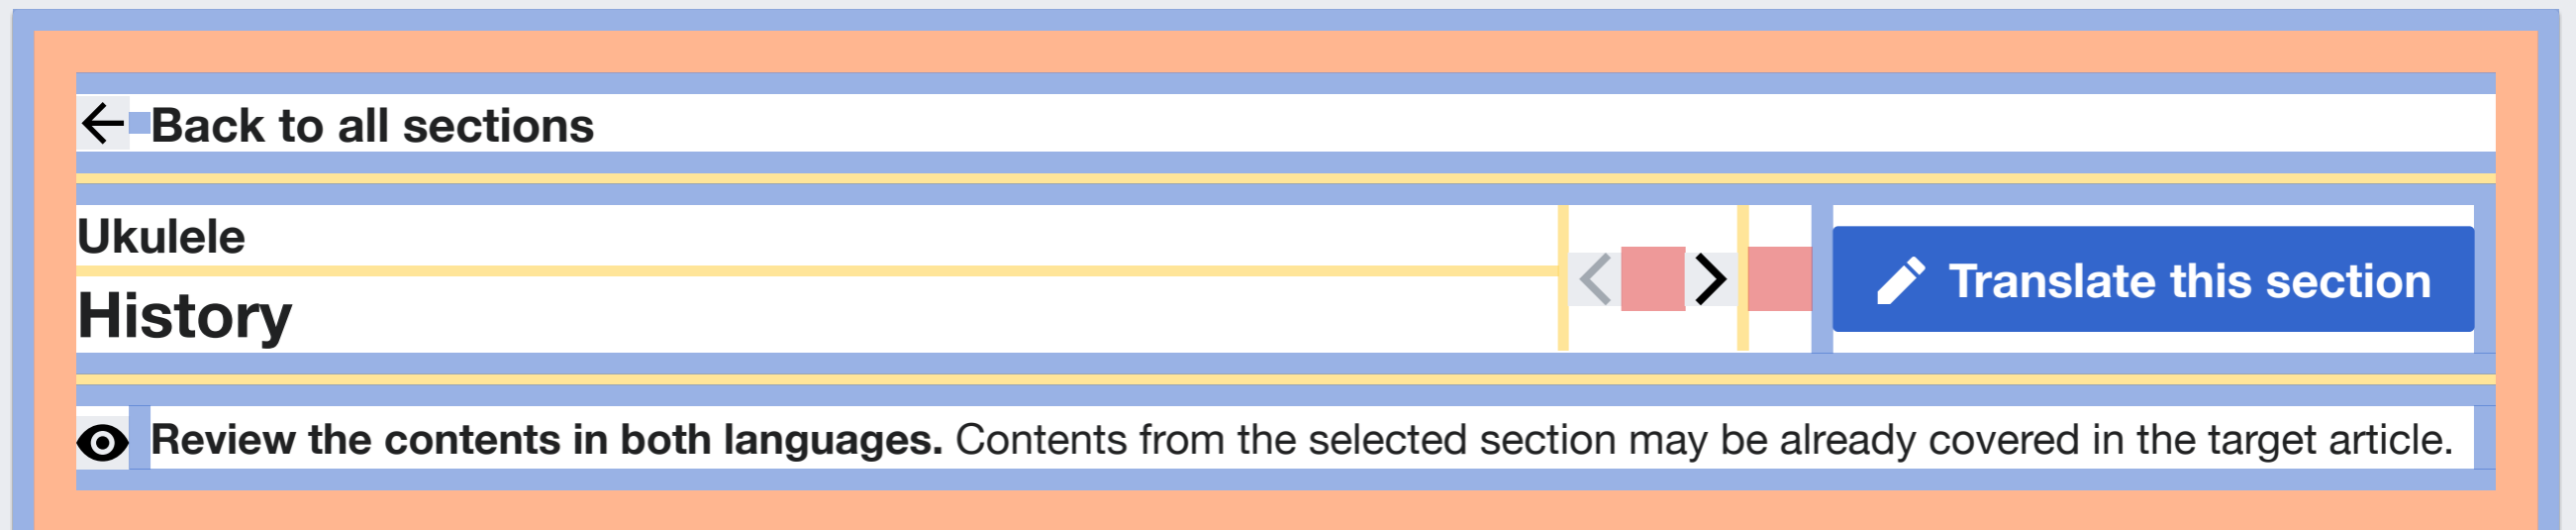 Back to all sections
Ukulele
History
Translate this section
Review the contents in both languages. Contents from the selected section may be already covered in the target article.